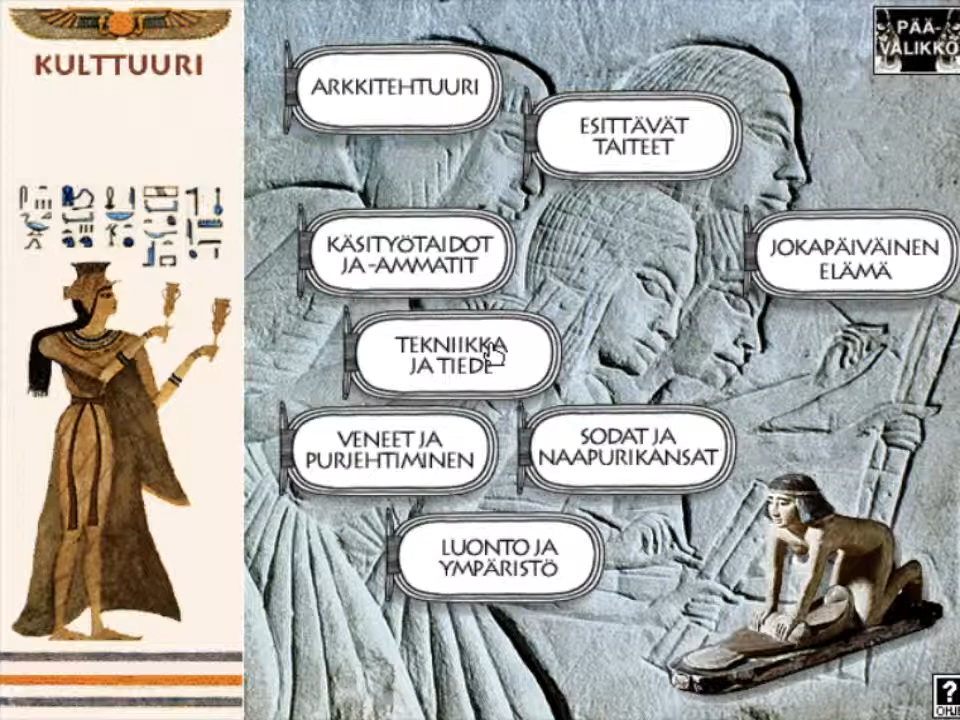 KULTTUURI
PÄÄ-
VALIKKO
ARKKITEHTUURI
ESITTÄVÄT
TAITEET
KÄSITYÖTAIDOT
JA -AMMATIT
JOKAPÄIVÄINEN
ELÄMÄ
TEKNIIKKA
JA TIEDE
VENEET JA
PURJEHTIMINEN
SODAT JA
NAAPURIKANSAT
LUONTO JA
YMPÄRISTÖ
?